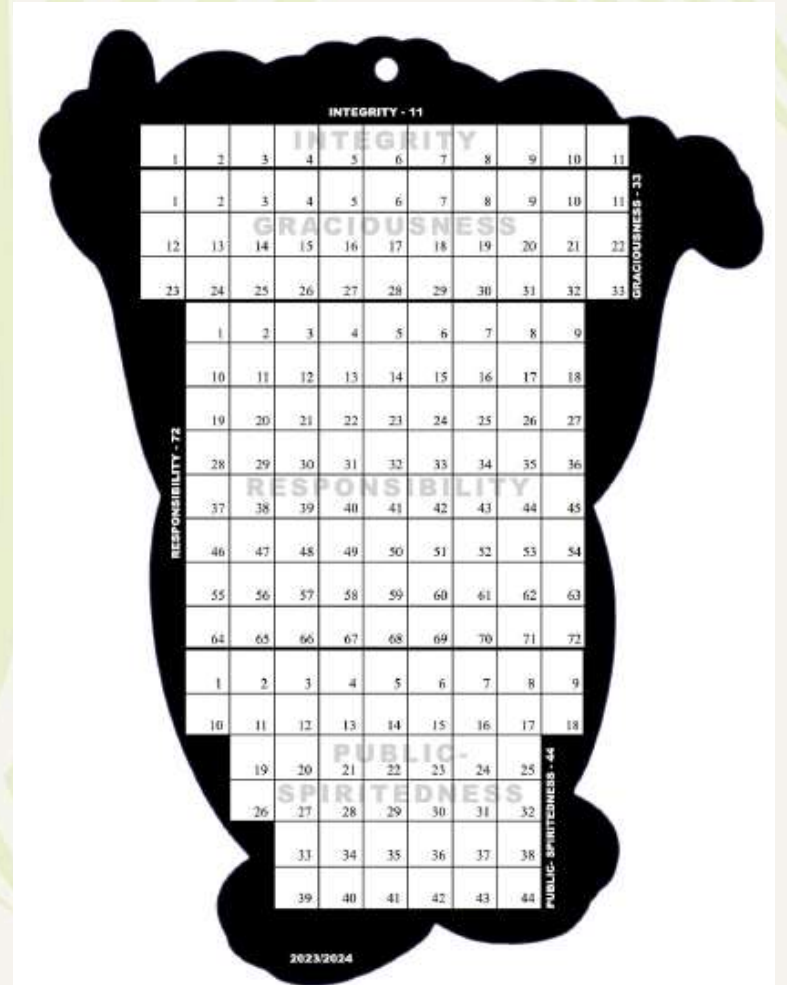 INTEGRITY - 11
INTEGRITY
1 2 3 4 5 6 7 8 9 10 11
1 2 3 4 5 6 7 8 9 10 11
GRACIOUSNESS
12 13 14 15 16 17 18 19 20 21 22
23 24 25 26 27 28 29 30 31 32 33
GRACIOUSNESS - 33
1 2 3 4 5 6 7 8 9
10 11 12 13 14 15 16 17 18
19 20 21 22 23 24 25 26 27
28 29 30 31 32 33 34 35 36
RESPONSIBILITY
37 38 39 40 41 42 43 44 45
46 47 48 49 50 51 52 53 54
55 56 57 58 59 60 61 62 63
64 65 66 67 68 69 70 71 72
RESPONSIBILITY - 72
1 2 3 4 5 6 7 8 9
10 11 12 13 14 15 16 17 18
PUBLIC-
19 20 21 22 23 24 25
SPIRITEDNESS
26 27 28 29 30 31 32
33 34 35 36 37 38
39 40 41 42 43 44
PUBLIC- SPIRITEDNESS - 44
2023/2024